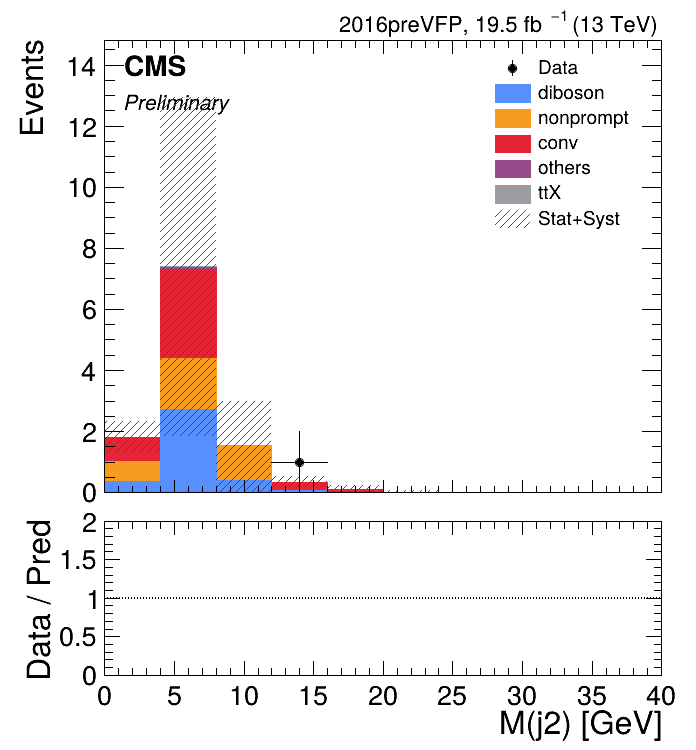 2016preVFP, 19.5 fb⁻¹ (13 TeV)
CMS
Preliminary
Events
14
12
10
8
6
4
2
0
Data
diboson
nonprompt
conv
others
ttX
Stat+Syst
Data / Pred
2
1.5
1
0.5
0
0 5 10 15 20 25 30 35 40
M(j2) [GeV]